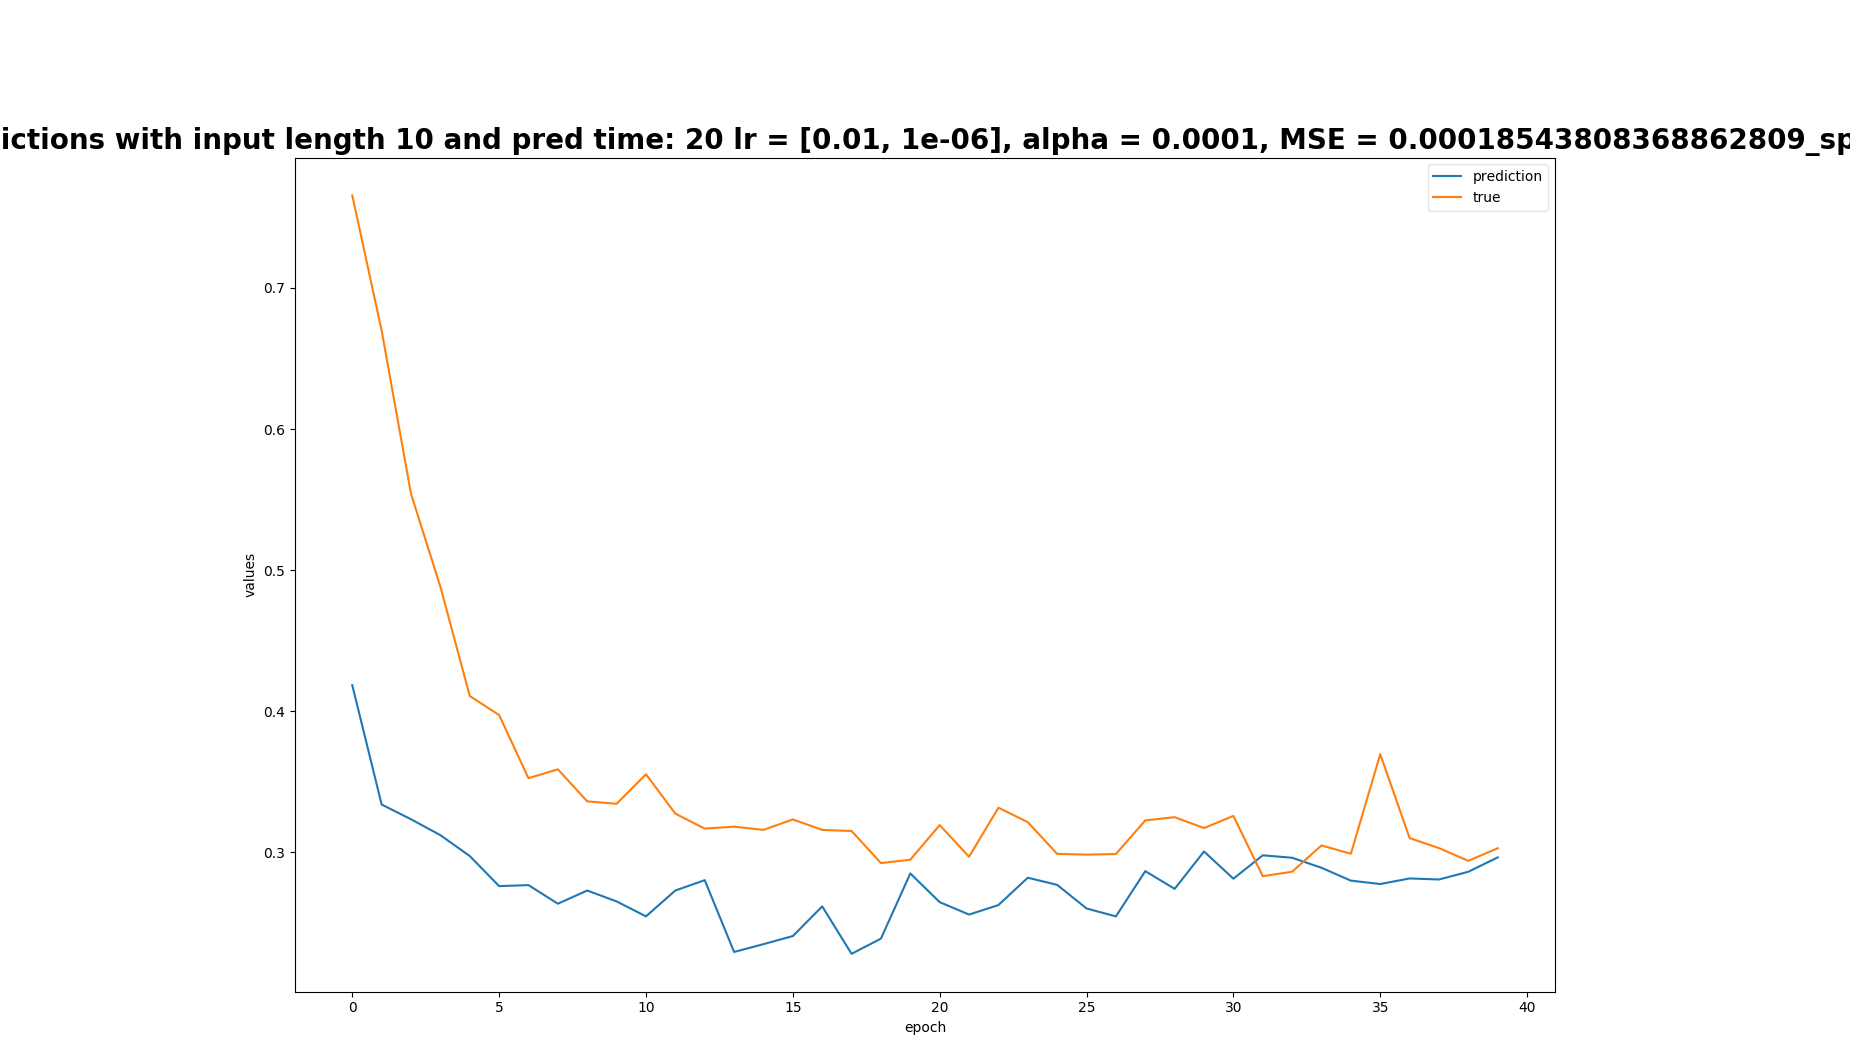 ictions with input length 10 and pred time: 20 lr = [0.01, 1e-06], alpha = 0.0001, MSE = 0.00018543808368862809_sp
prediction
true
0.7
0.6
0.5
0.4
0.3
values
0 5 10 15 20 25 30 35 40
epoch